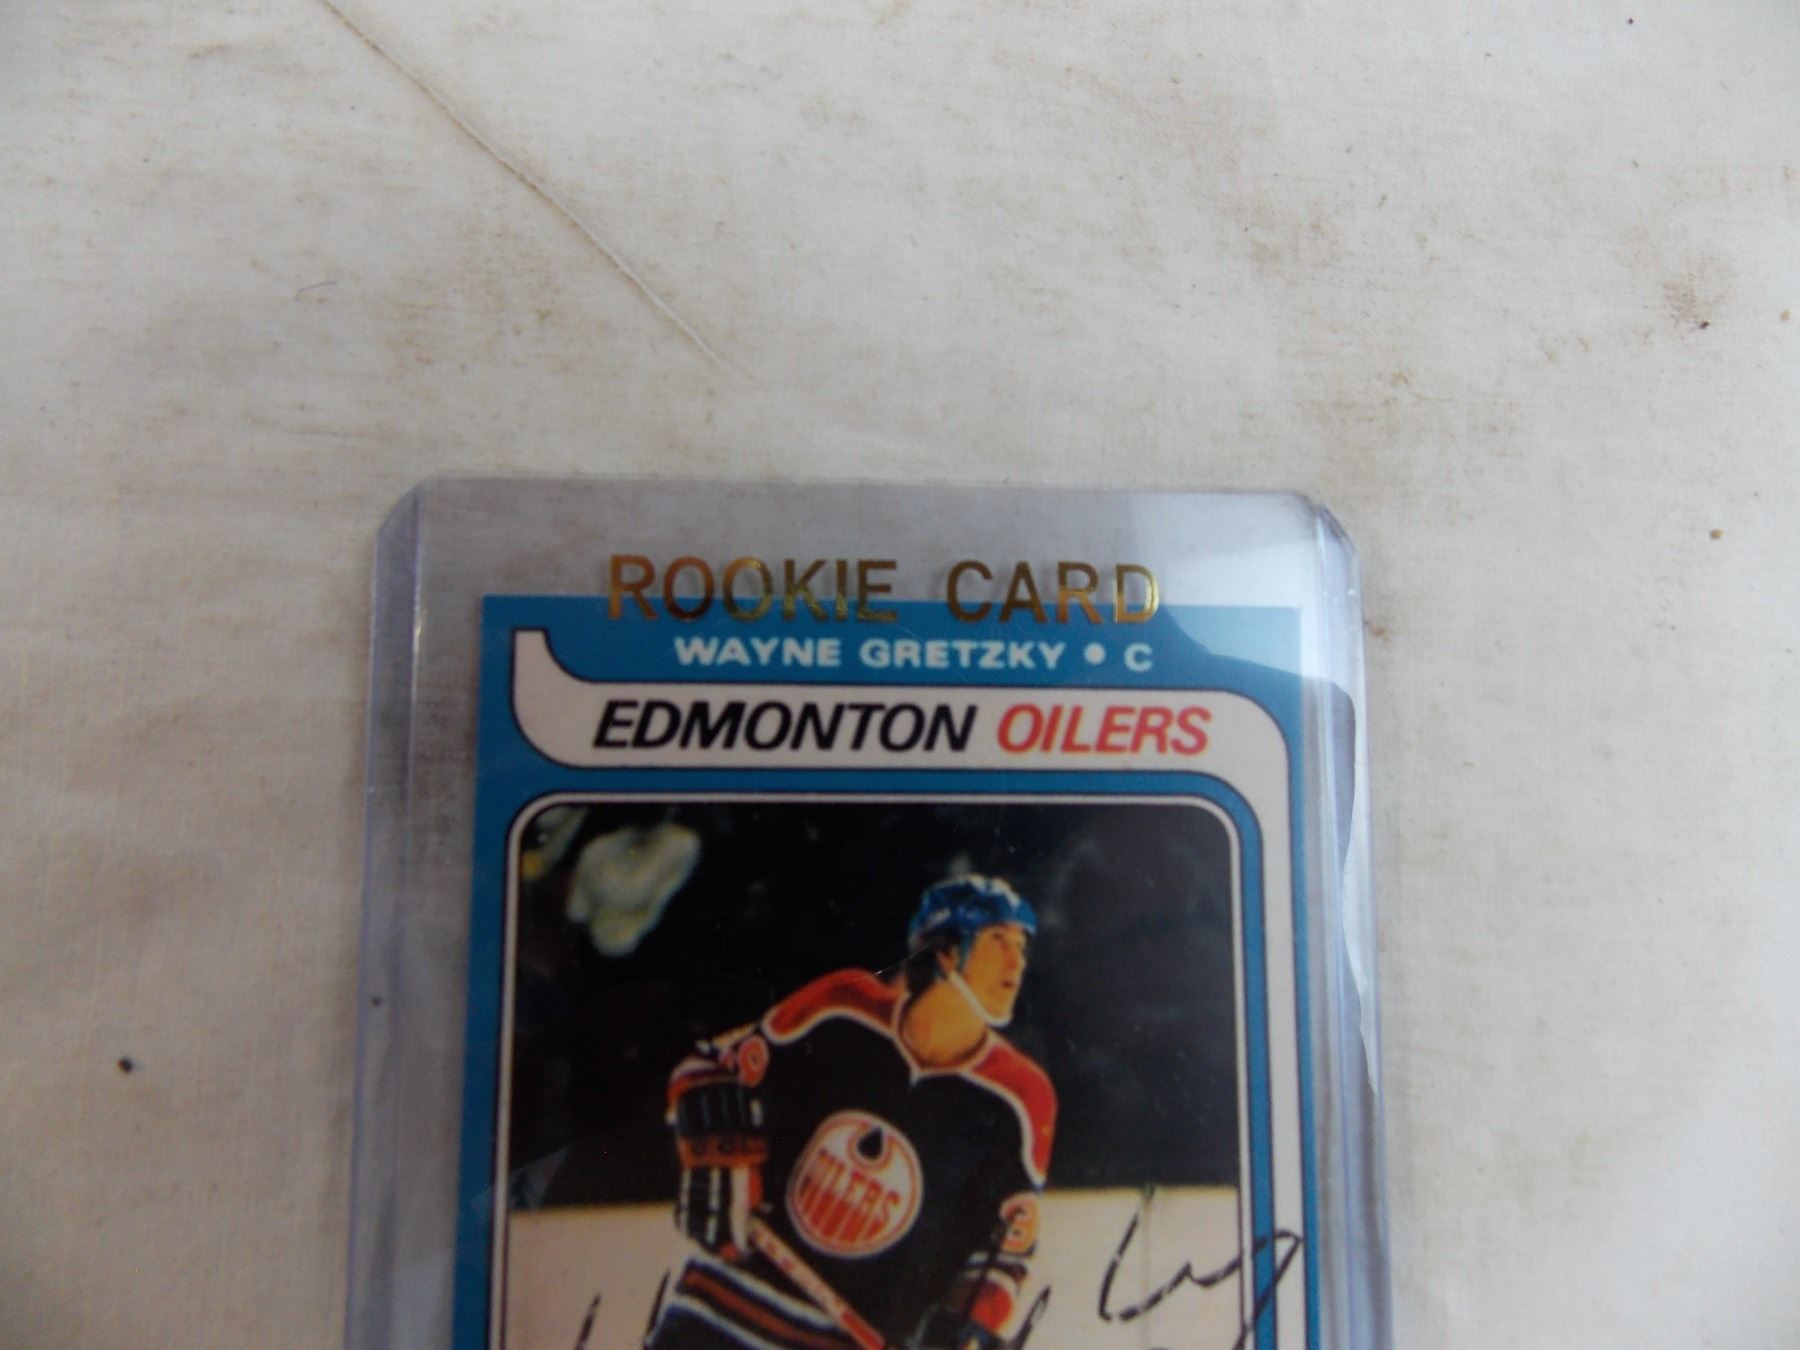 ROOKIE CARD
WAYNE GRETZKY • C
EDMONTON OILERS
OILERS